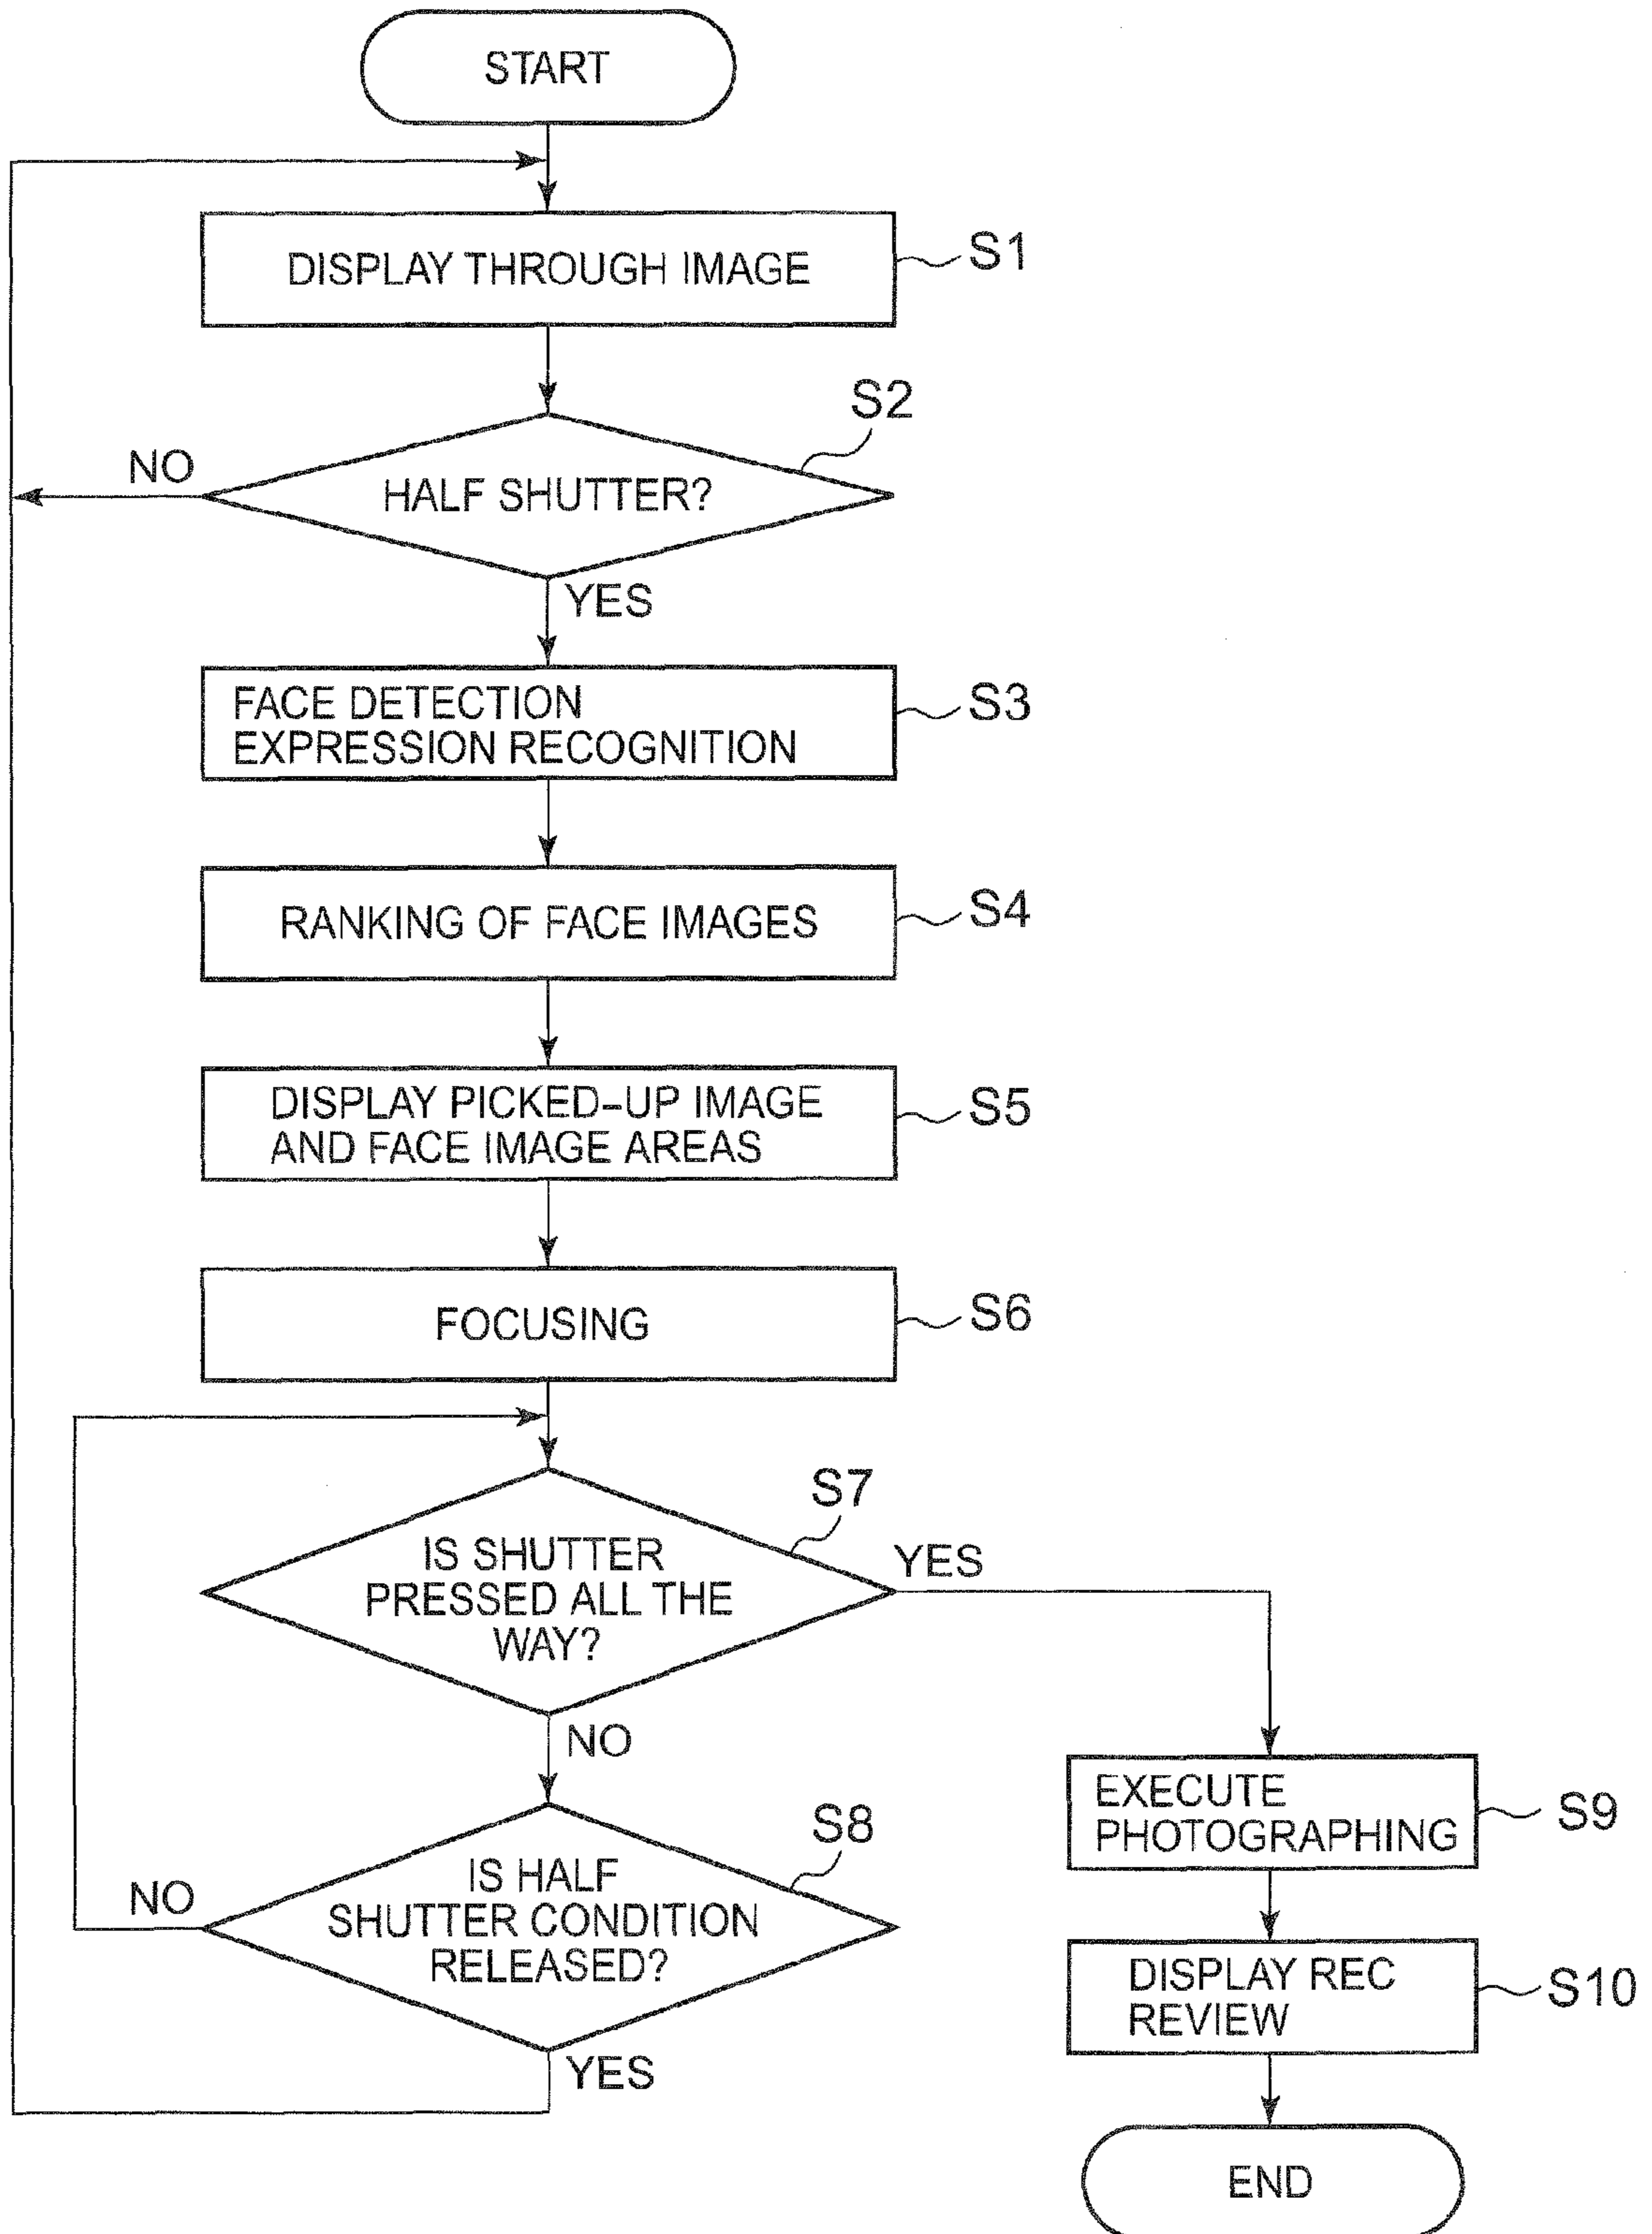 START
DISPLAY THROUGH IMAGE
S1
S2
NO
HALF SHUTTER?
YES
FACE DETECTION
EXPRESSION RECOGNITION
S3
RANKING OF FACE IMAGES
S4
DISPLAY PICKED-UP IMAGE
AND FACE IMAGE AREAS
S5
FOCUSING
S6
S7
IS SHUTTER
PRESSED ALL THE
WAY?
YES
NO
S8
IS HALF
SHUTTER CONDITION
RELEASED?
NO
YES
EXECUTE
PHOTOGRAPHING
S9
DISPLAY REC
REVIEW
S10
END